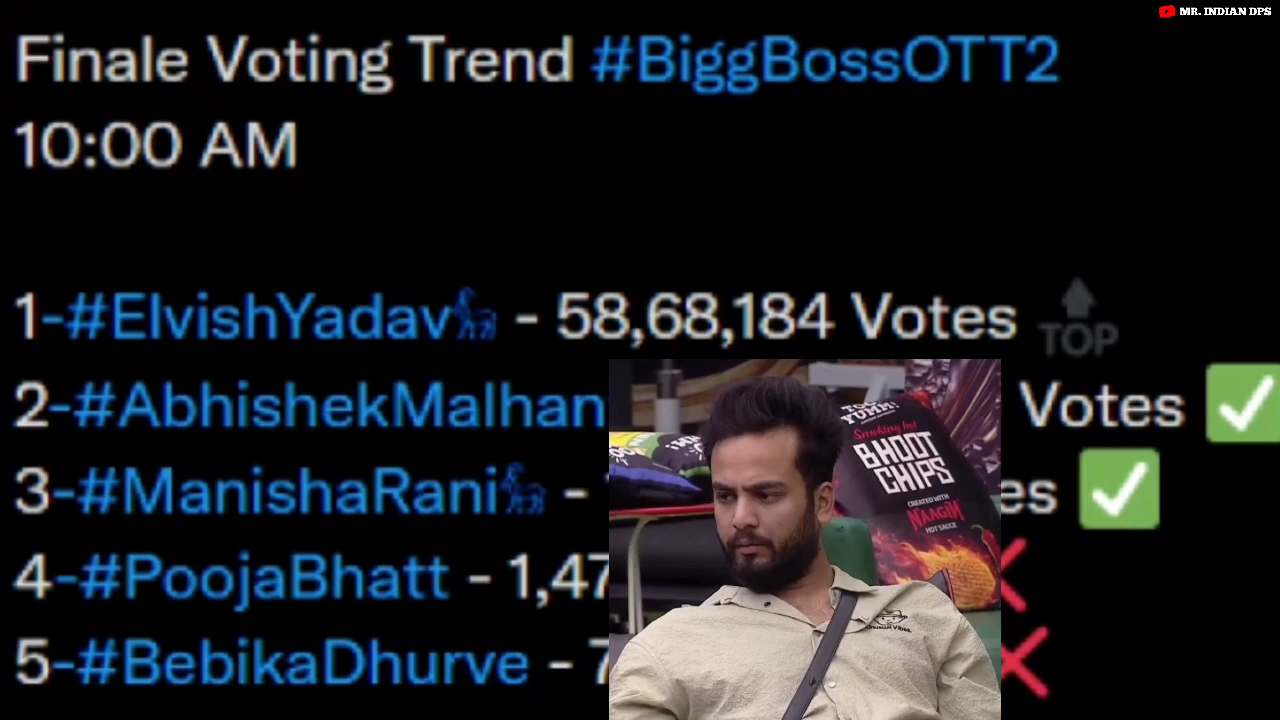 MR. INDIAN DPS
Finale Voting Trend #BiggBossOTT2
10:00 AM
1-#ElvishYadav - 58,68,184 Votes TOP
2-#AbhishekMalhan Votes
3-#ManishaRani -
4-#PoojaBhatt - 1,47
5-#BebikaDhurve - 7
YUMM!
Smoking hot
BHOOT
CHIPS
CREATED WITH
NAAGIN
HOT SAUCE